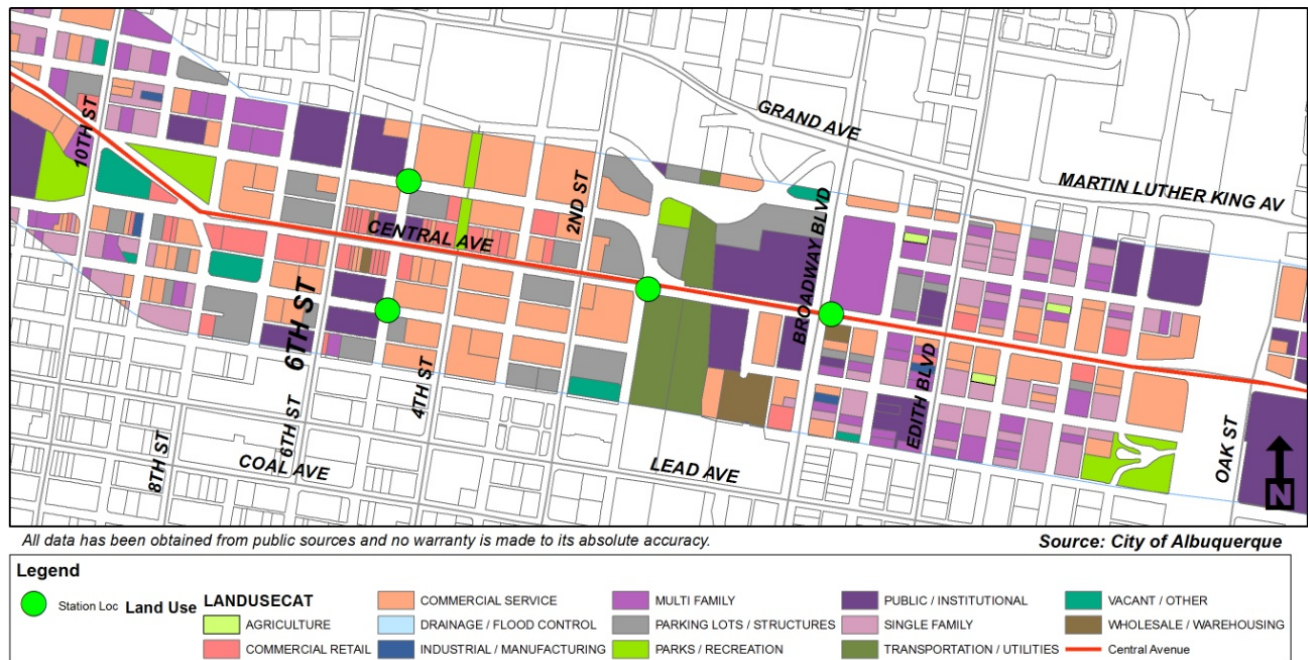 GRAND AVE
MARTIN LUTHER KING AV
10TH ST
2ND ST
BROADWAY BLVD
CENTRAL AVE
6TH ST
4TH ST
EDITH BLVD
8TH ST
6TH ST
COAL AVE
LEAD AVE
OAK ST
N
All data has been obtained from public sources and no warranty is made to its absolute accuracy.
Source: City of Albuquerque
Legend
Station Loc
Land Use
LANDUSECAT
AGRICULTURE
COMMERCIAL RETAIL
COMMERCIAL SERVICE
DRAINAGE / FLOOD CONTROL
INDUSTRIAL / MANUFACTURING
MULTI FAMILY
PARKING LOTS / STRUCTURES
PARKS / RECREATION
PUBLIC / INSTITUTIONAL
SINGLE FAMILY
TRANSPORTATION / UTILITIES
VACANT / OTHER
WHOLESALE / WAREHOUSING
Central Avenue